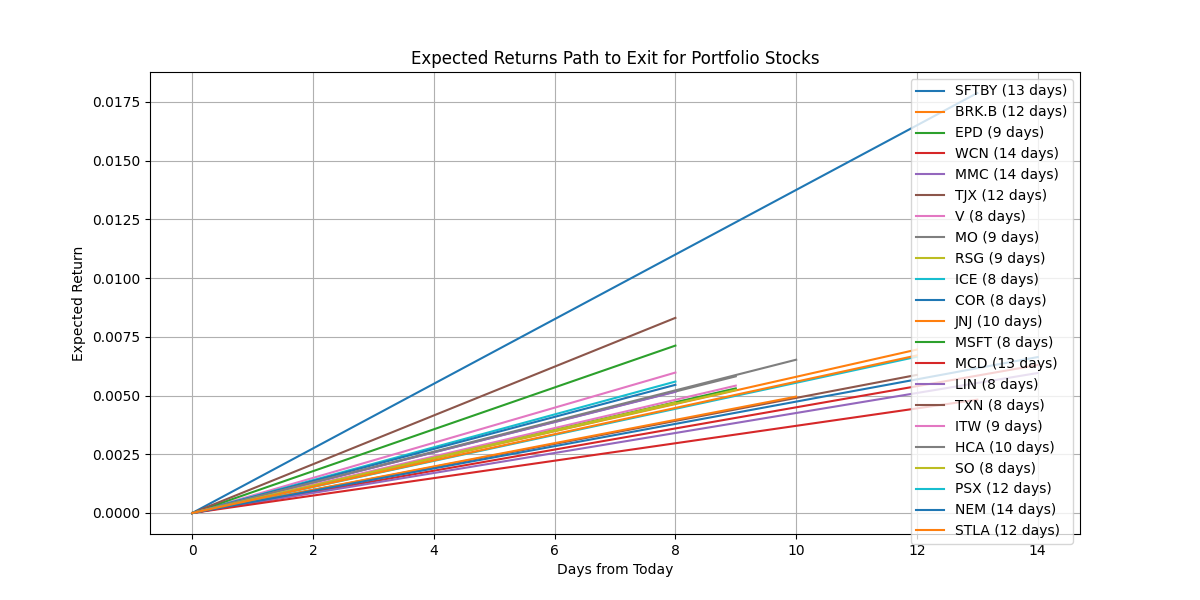 Expected Returns Path to Exit for Portfolio Stocks
Expected Return
0.0175
0.0150
0.0125
0.0100
0.0075
0.0050
0.0025
0.0000
SFTBY (13 days)
BRK.B (12 days)
EPD (9 days)
WCN (14 days)
MMC (14 days)
TJX (12 days)
V (8 days)
MO (9 days)
RSG (9 days)
ICE (8 days)
COR (8 days)
JNJ (10 days)
MSFT (8 days)
MCD (13 days)
LIN (8 days)
TXN (8 days)
ITW (9 days)
HCA (10 days)
SO (8 days)
PSX (12 days)
NEM (14 days)
STLA (12 days)
0 2 4 6 8 10 12 14
Days from Today